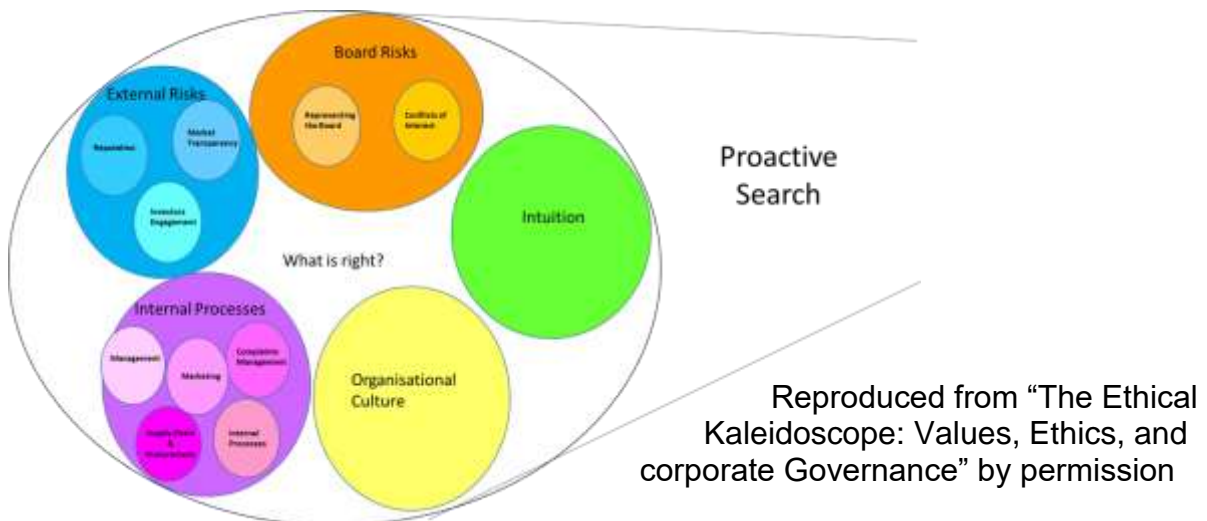 Board Risks
External Risks
Representing
the Board
Conflicts of
Interest
Market
Transparency
Reputation
Investors
Engagement
Intuition
Proactive
Search
What is right?
Internal Processes
Management
Marketing
Complaints
Management
Internal
Processes
Organisational
Culture
Reproduced from “The Ethical
Kaleidoscope: Values, Ethics, and
corporate Governance” by permission